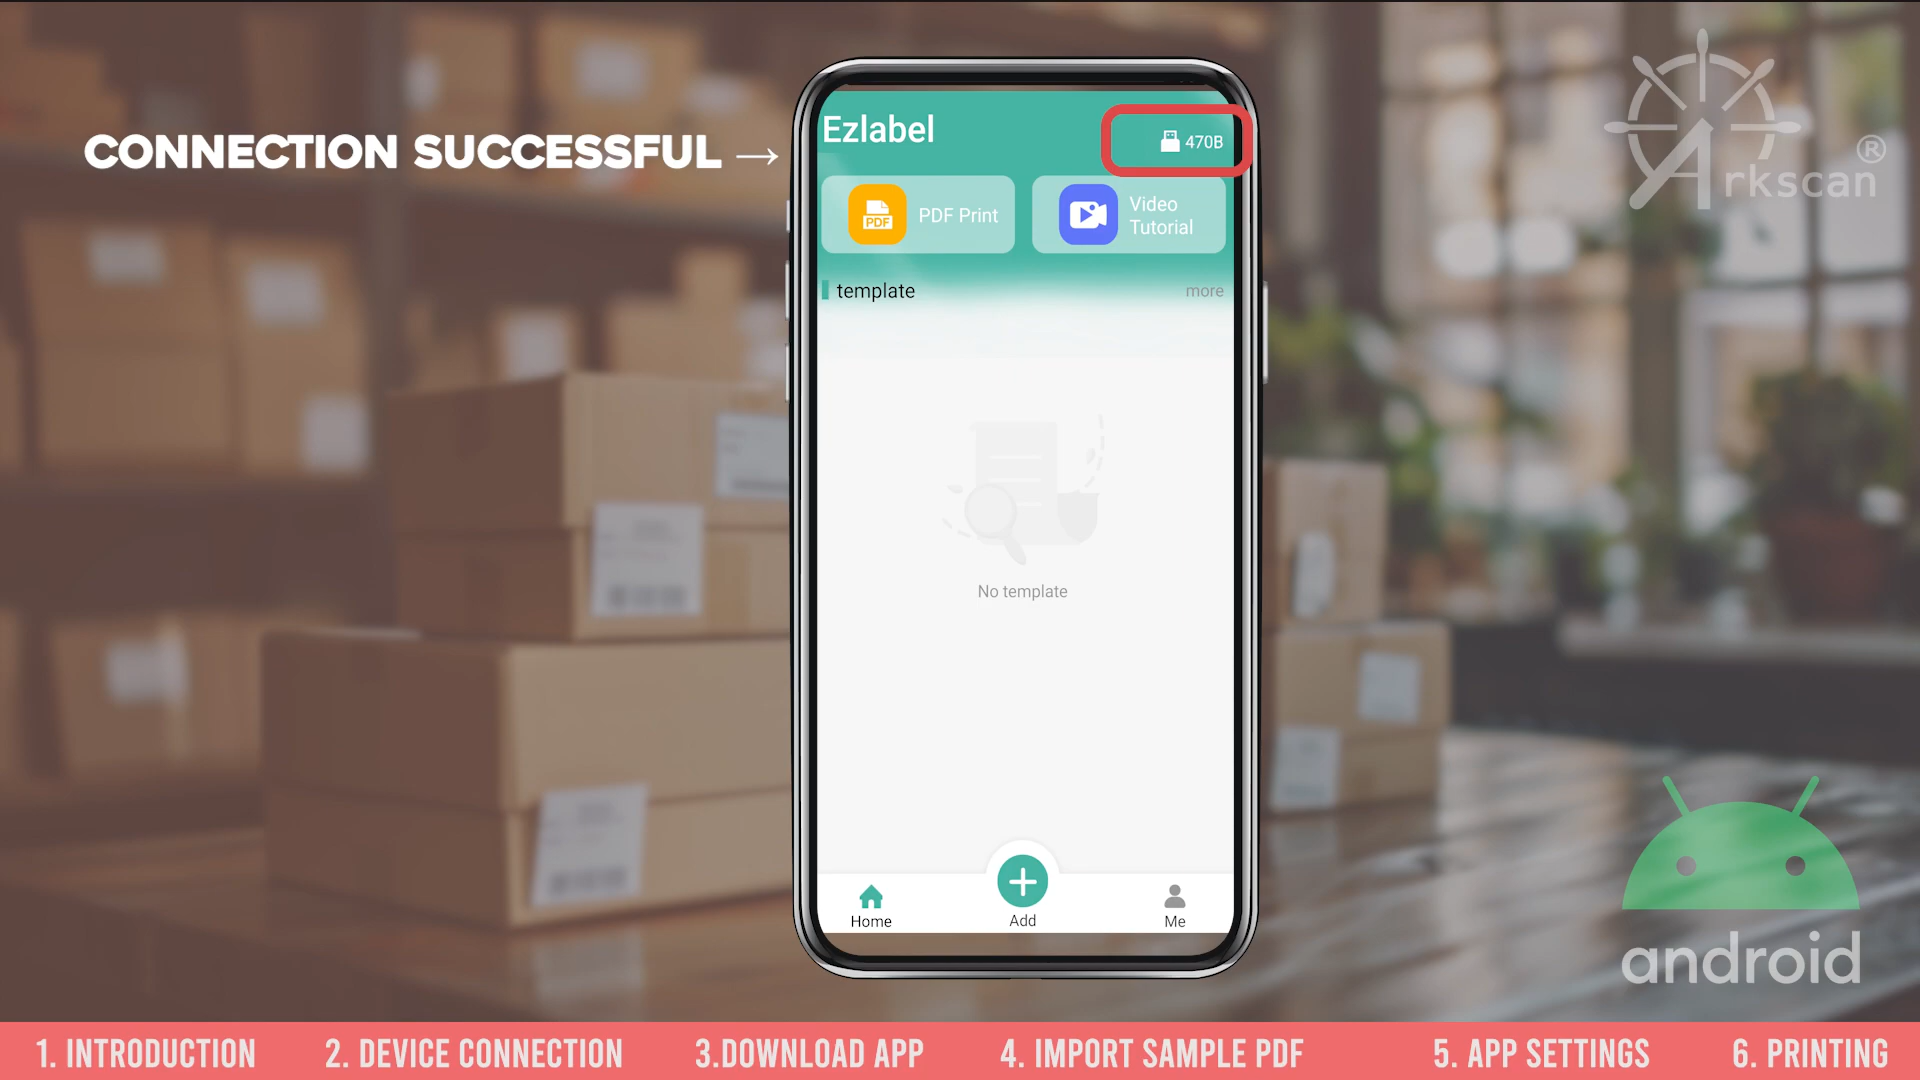 CONNECTION SUCCESSFUL →
Ezlabel
470B
PDF
PDF Print
Video
Tutorial
template
more
No template
Home
Add
Me
Arkscan®
android
1. INTRODUCTION
2. DEVICE CONNECTION
3.DOWNLOAD APP
4. IMPORT SAMPLE PDF
5. APP SETTINGS
6. PRINTING